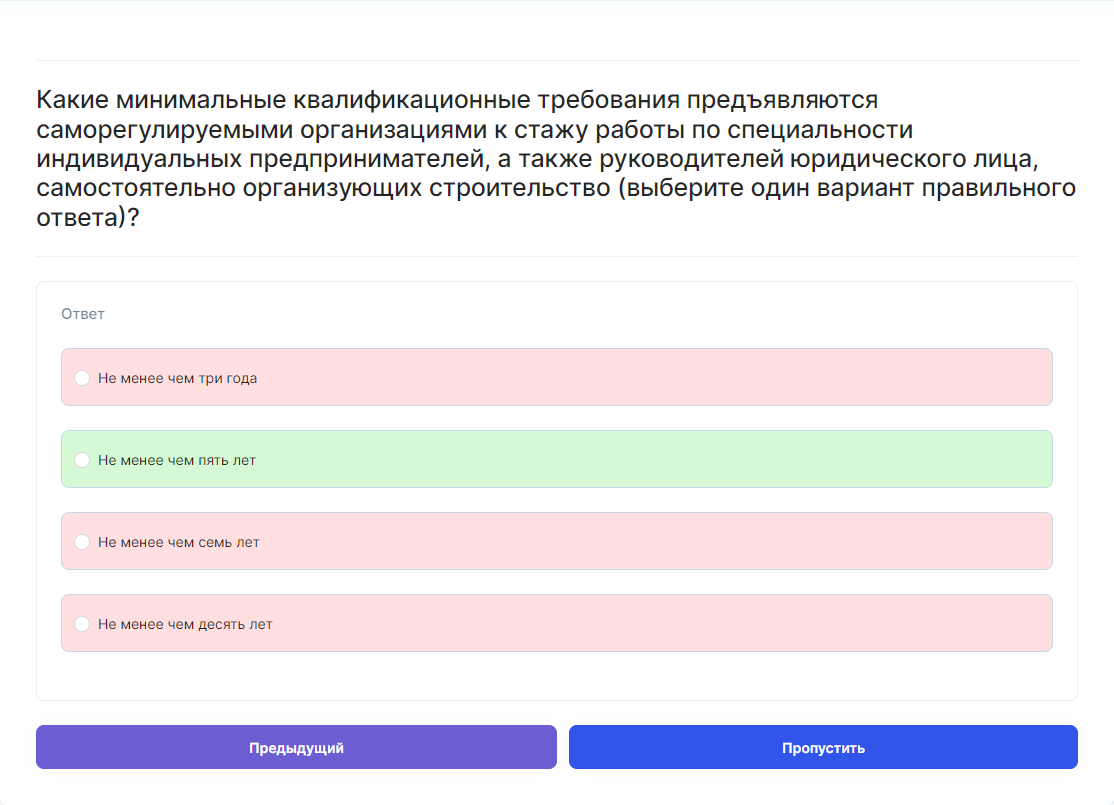 Какие минимальные квалификационные требования предъявляются
саморегулируемыми организациями к стажу работы по специальности
индивидуальных предпринимателей, а также руководителей юридического лица,
самостоятельно организующих строительство (выберите один вариант правильного
ответа)?
Ответ
Не менее чем три года
Не менее чем пять лет
Не менее чем семь лет
Не менее чем десять лет
Предыдущий
Пропустить